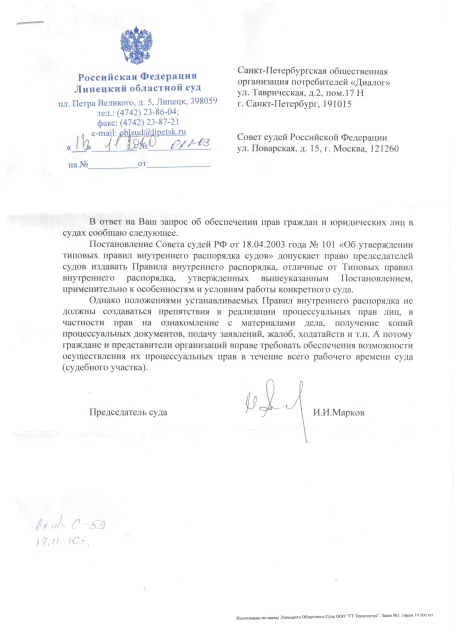 Российская Федерация
Липецкий областной суд
пл. Петра Великого, д. 5, Липецк, 398059
тел.: (4742) 23-86-04;
факс: (4742) 23-87-21
e-mail: oblsud@lipetsk.ru
на № от
Санкт-Петербургская общественная
организация потребителей «Диалог»
ул. Таврическая, д.2, пом.17 Н
г. Санкт-Петербург, 191015
Совет судей Российской Федерации
ул. Поварская, д. 15, г. Москва, 121260
В ответ на Ваш запрос об обеспечении прав граждан и юридических лиц в
судах сообщаю следующее.
Постановление Совета судей РФ от 18.04.2003 года № 101 «Об утверждении
типовых правил внутреннего распорядка судов» допускает право председателей
судов издавать Правила внутреннего распорядка, отличные от Типовых правил
внутреннего распорядка, утвержденных вышеуказанным Постановлением,
применительно к особенностям и условиям работы конкретного суда.
Однако положениями устанавливаемых Правил внутреннего распорядка не
должны создаваться препятствия в реализации процессуальных прав лиц, в
частности прав на ознакомление с материалами дела, получение копий
процессуальных документов, подачу заявлений, жалоб, ходатайств и т.п. А потому
граждане и представители организаций вправе требовать обеспечения возможности
осуществления их процессуальных прав в течение всего рабочего времени суда
(судебного участка).
Председатель суда И.И.Марков
вх. № С-59
19.11.10г.
Изготовлено по заказу Липецкого Областного Суда ООО "ГТ Технология". Заказ №1. тираж 10 000 шт.